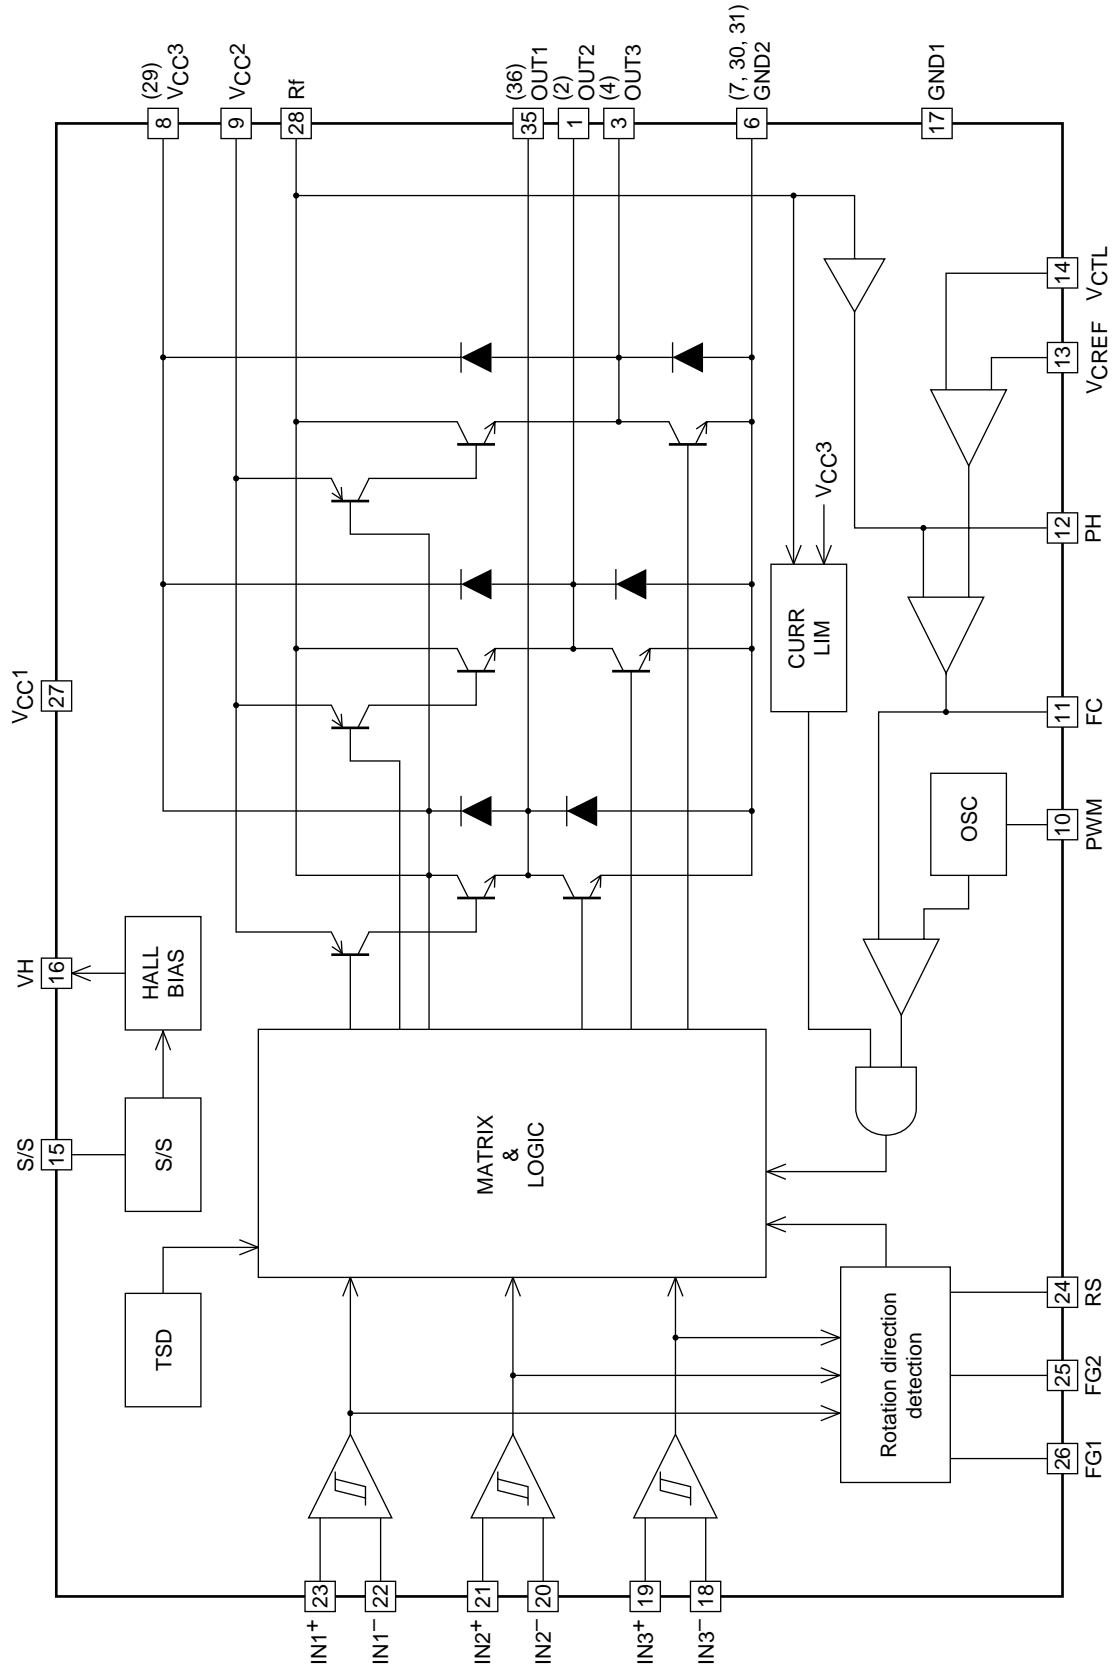 VCC1
27
VH
16
S/S
15
HALL
BIAS
S/S
TSD
(29)
VCC3
8
VCC2
9
Rf
28
(36)
OUT1
35
(2)
OUT2
1
(4)
OUT3
3
(7, 30, 31)
GND2
6
GND1
17
IN1+
23
IN1–
22
IN2+
21
IN2–
20
IN3+
19
IN3–
18
MATRIX
&
LOGIC
CURR
LIM
VCC3
OSC
Rotation direction
detection
26
FG1
25
FG2
24
RS
10
PWM
11
FC
12
PH
13
VCREF
14
VCTL